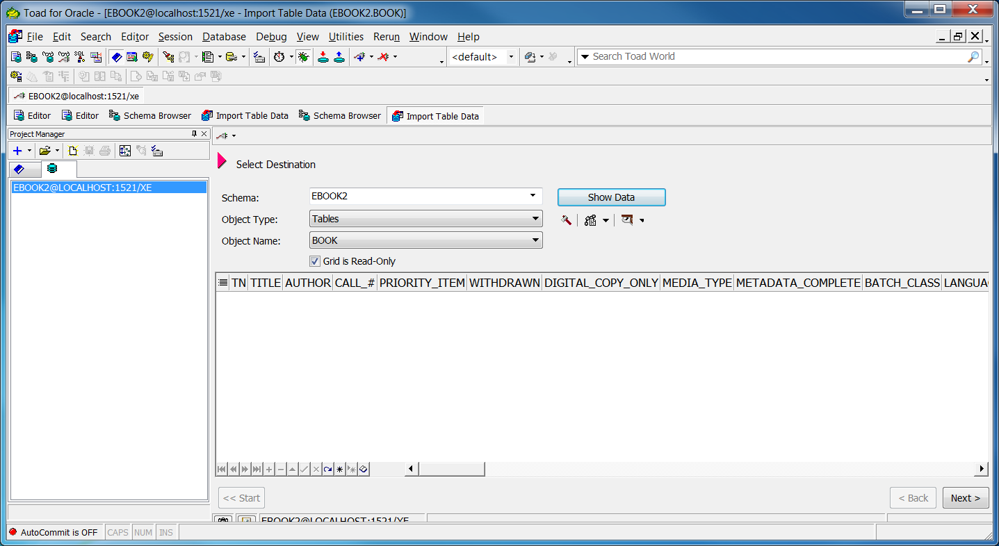 Toad for Oracle - [EBOOK2@localhost:1521/xe - Import Table Data (EBOOK2.BOOK)]
File Edit Search Editor Session Database Debug View Utilities Rerun Window Help
<default> Search Toad World
EBOOK2@localhost:1521/xe
Editor Editor Schema Browser Import Table Data Schema Browser Import Table Data
Project Manager
Select Destination
EBOOK2@LOCALHOST:1521/XE
Schema: EBOOK2 Show Data
Object Type: Tables
Object Name: BOOK
Grid is Read-Only
TN TITLE AUTHOR CALL_# PRIORITY_ITEM WITHDRAWN DIGITAL_COPY_ONLY MEDIA_TYPE METADATA_COMPLETE BATCH_CLASS LANGUA
<< Start < Back Next >
EBOOK2@LOCALHOST:1521/XE
AutoCommit is OFF CAPS NUM INS